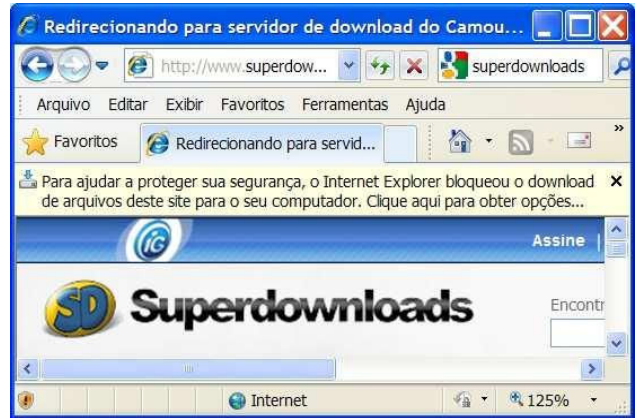 Redirecionando para servidor de download do Camou...
http://www.superdow...
superdownloads
Arquivo Editar Exibir Favoritos Ferramentas Ajuda
Favoritos
Redirecionando para servid...
»
Para ajudar a proteger sua segurança, o Internet Explorer bloqueou o download
de arquivos deste site para o seu computador. Clique aqui para obter opções...
iG
Assine |
SD
Superdownloads
Encontr
Internet
125%